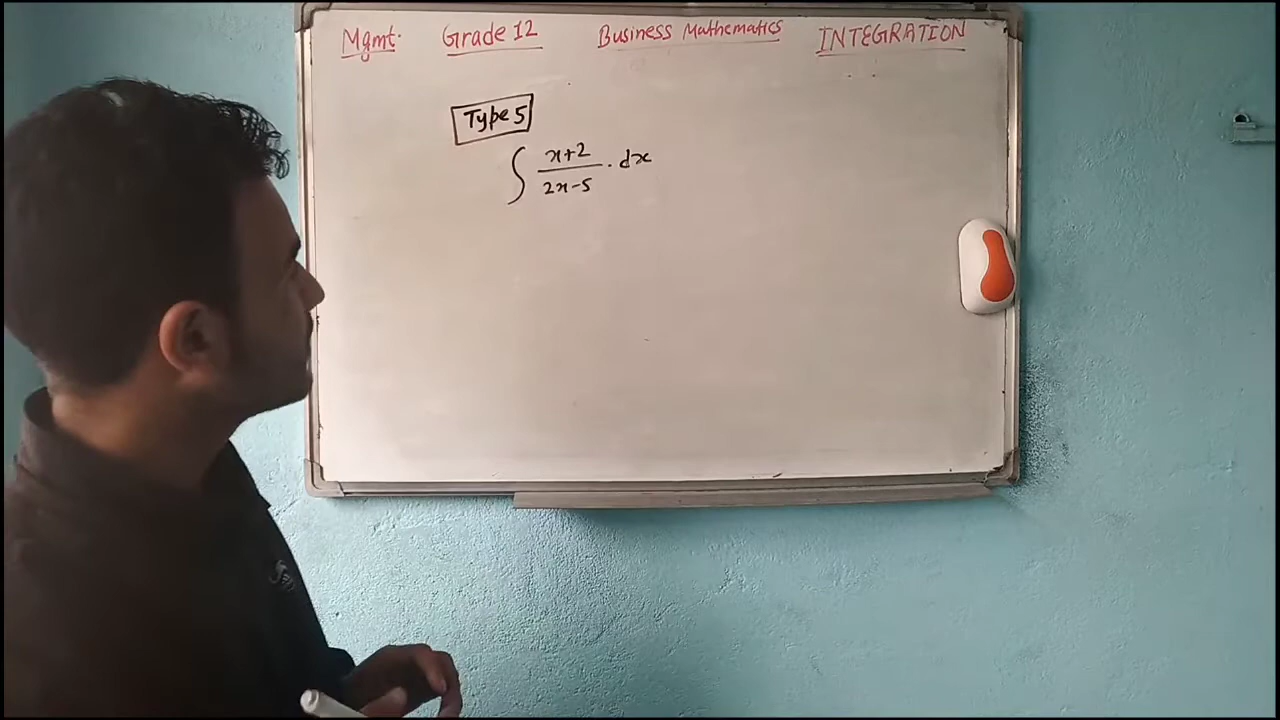 Mgmt. Grade 12 Business Mathematics INTEGRATION
Type 5
∫ x+2 / 2x-5 . dx